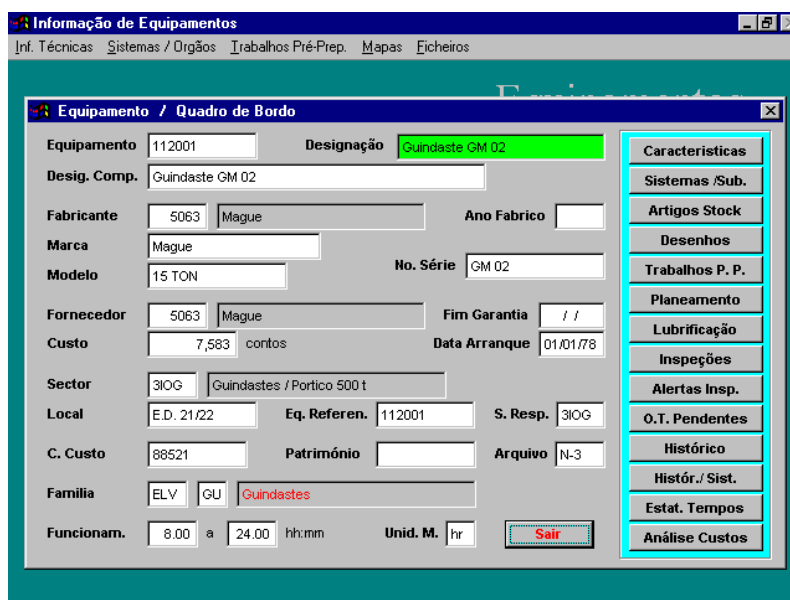 Informação de Equipamentos
Inf. Técnicas Sistemas / Orgãos Trabalhos Pré-Prep. Mapas Ficheiros
Equipamentos
Equipamento / Quadro de Bordo
Equipamento 112001 Designação Guindaste GM 02
Desig. Comp. Guindaste GM 02
Fabricante 5063 Mague Ano Fabrico
Marca Mague
Modelo 15 TON No. Série GM 02
Fornecedor 5063 Mague Fim Garantia / /
Custo 7,583 contos Data Arranque 01/01/78
Sector 3IOG Guindastes / Portico 500 t
Local E.D. 21/22 Eq. Referen. 112001 S. Resp. 3IOG
C. Custo 88521 Património Arquivo N-3
Familia ELV GU Guindastes
Funcionam. 8.00 a 24.00 hh:mm Unid. M. hr Sair
Caracteristicas
Sistemas /Sub.
Artigos Stock
Desenhos
Trabalhos P. P.
Planeamento
Lubrificação
Inspeções
Alertas Insp.
O.T. Pendentes
Histórico
Histór./ Sist.
Estat. Tempos
Análise Custos